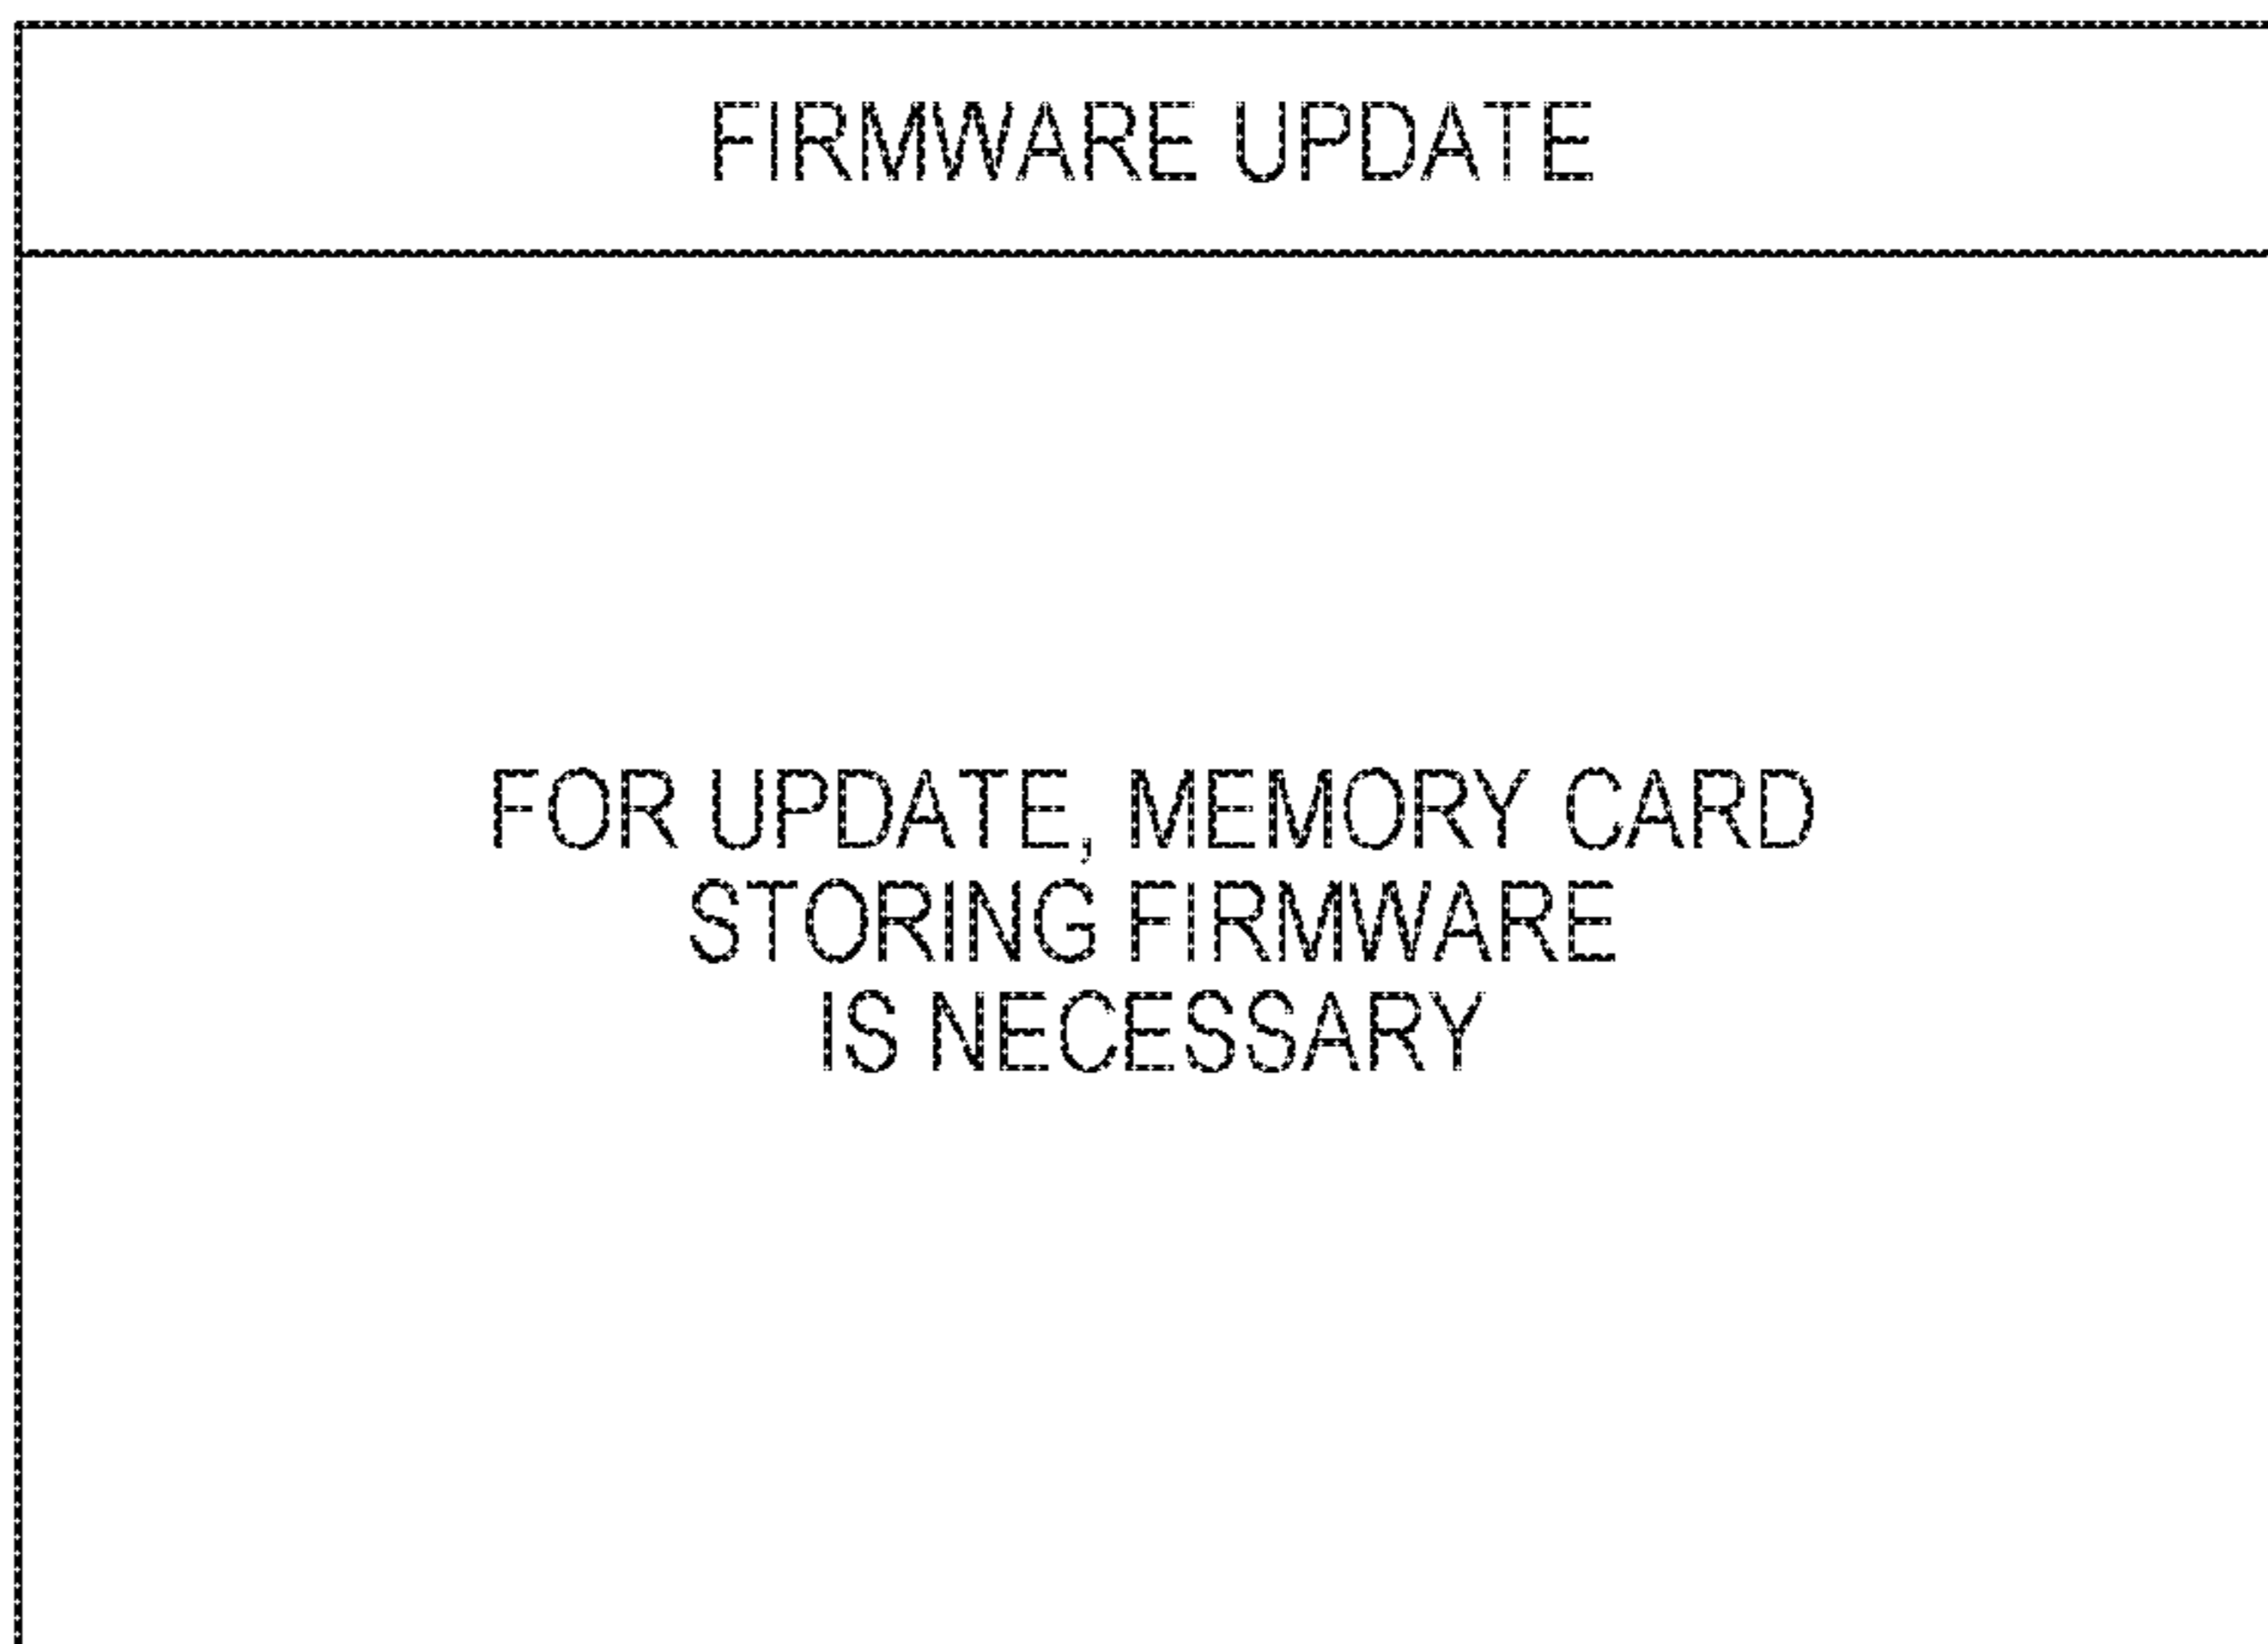 FIRMWARE UPDATE
FOR UPDATE, MEMORY CARD
STORING FIRMWARE
IS NECESSARY